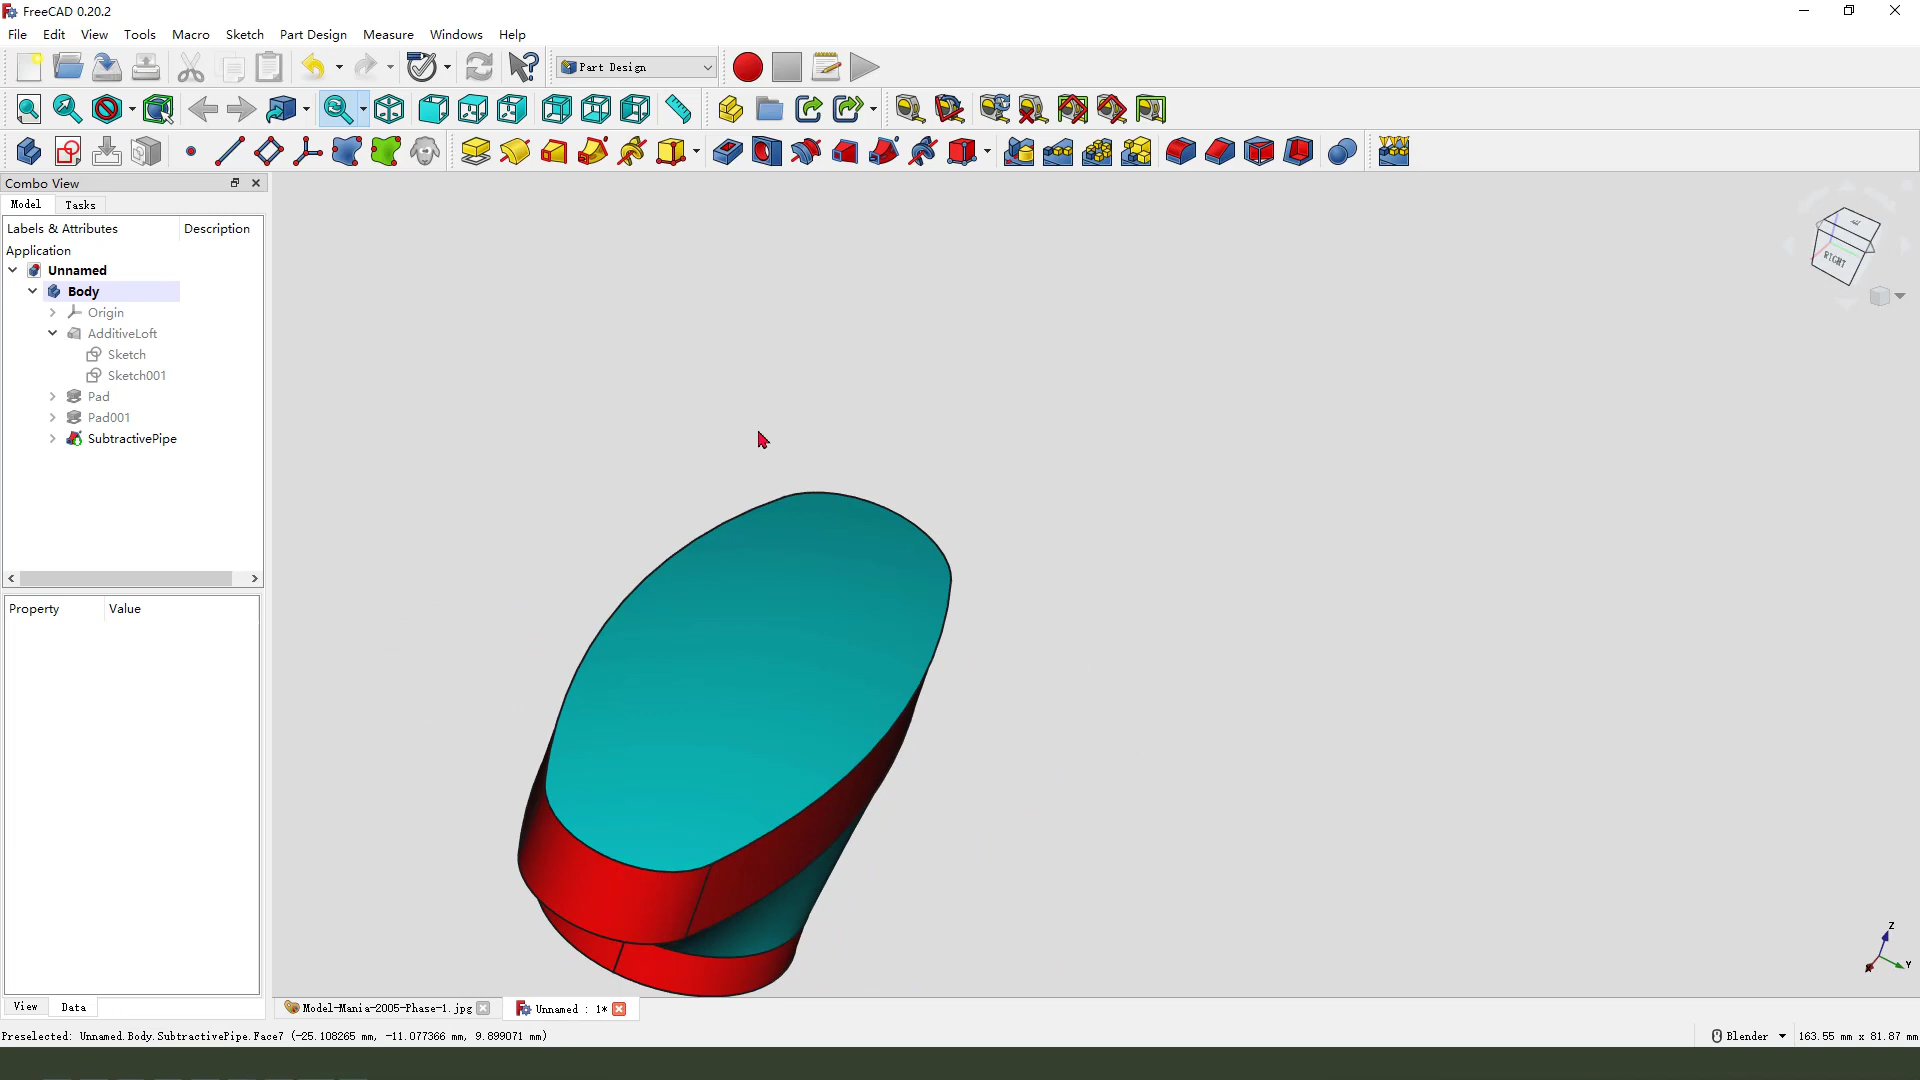 FreeCAD 0.20.2
File Edit View Tools Macro Sketch Part Design Measure Windows Help
Part Design
Combo View
Model Tasks
Labels & Attributes Description
Application
Unnamed
Body
Origin
AdditiveLoft
Sketch
Sketch001
Pad
Pad001
SubtractivePipe
RIGHT
Property Value
Z
Y
X
View Data
Model-Mania-2005-Phase-1.jpg Unnamed : 1*
Preselected: Unnamed.Body.SubtractivePipe.Face7 (-25.108265 mm, -11.077366 mm, 9.899071 mm) Blender 163.55 mm x 81.87 mm